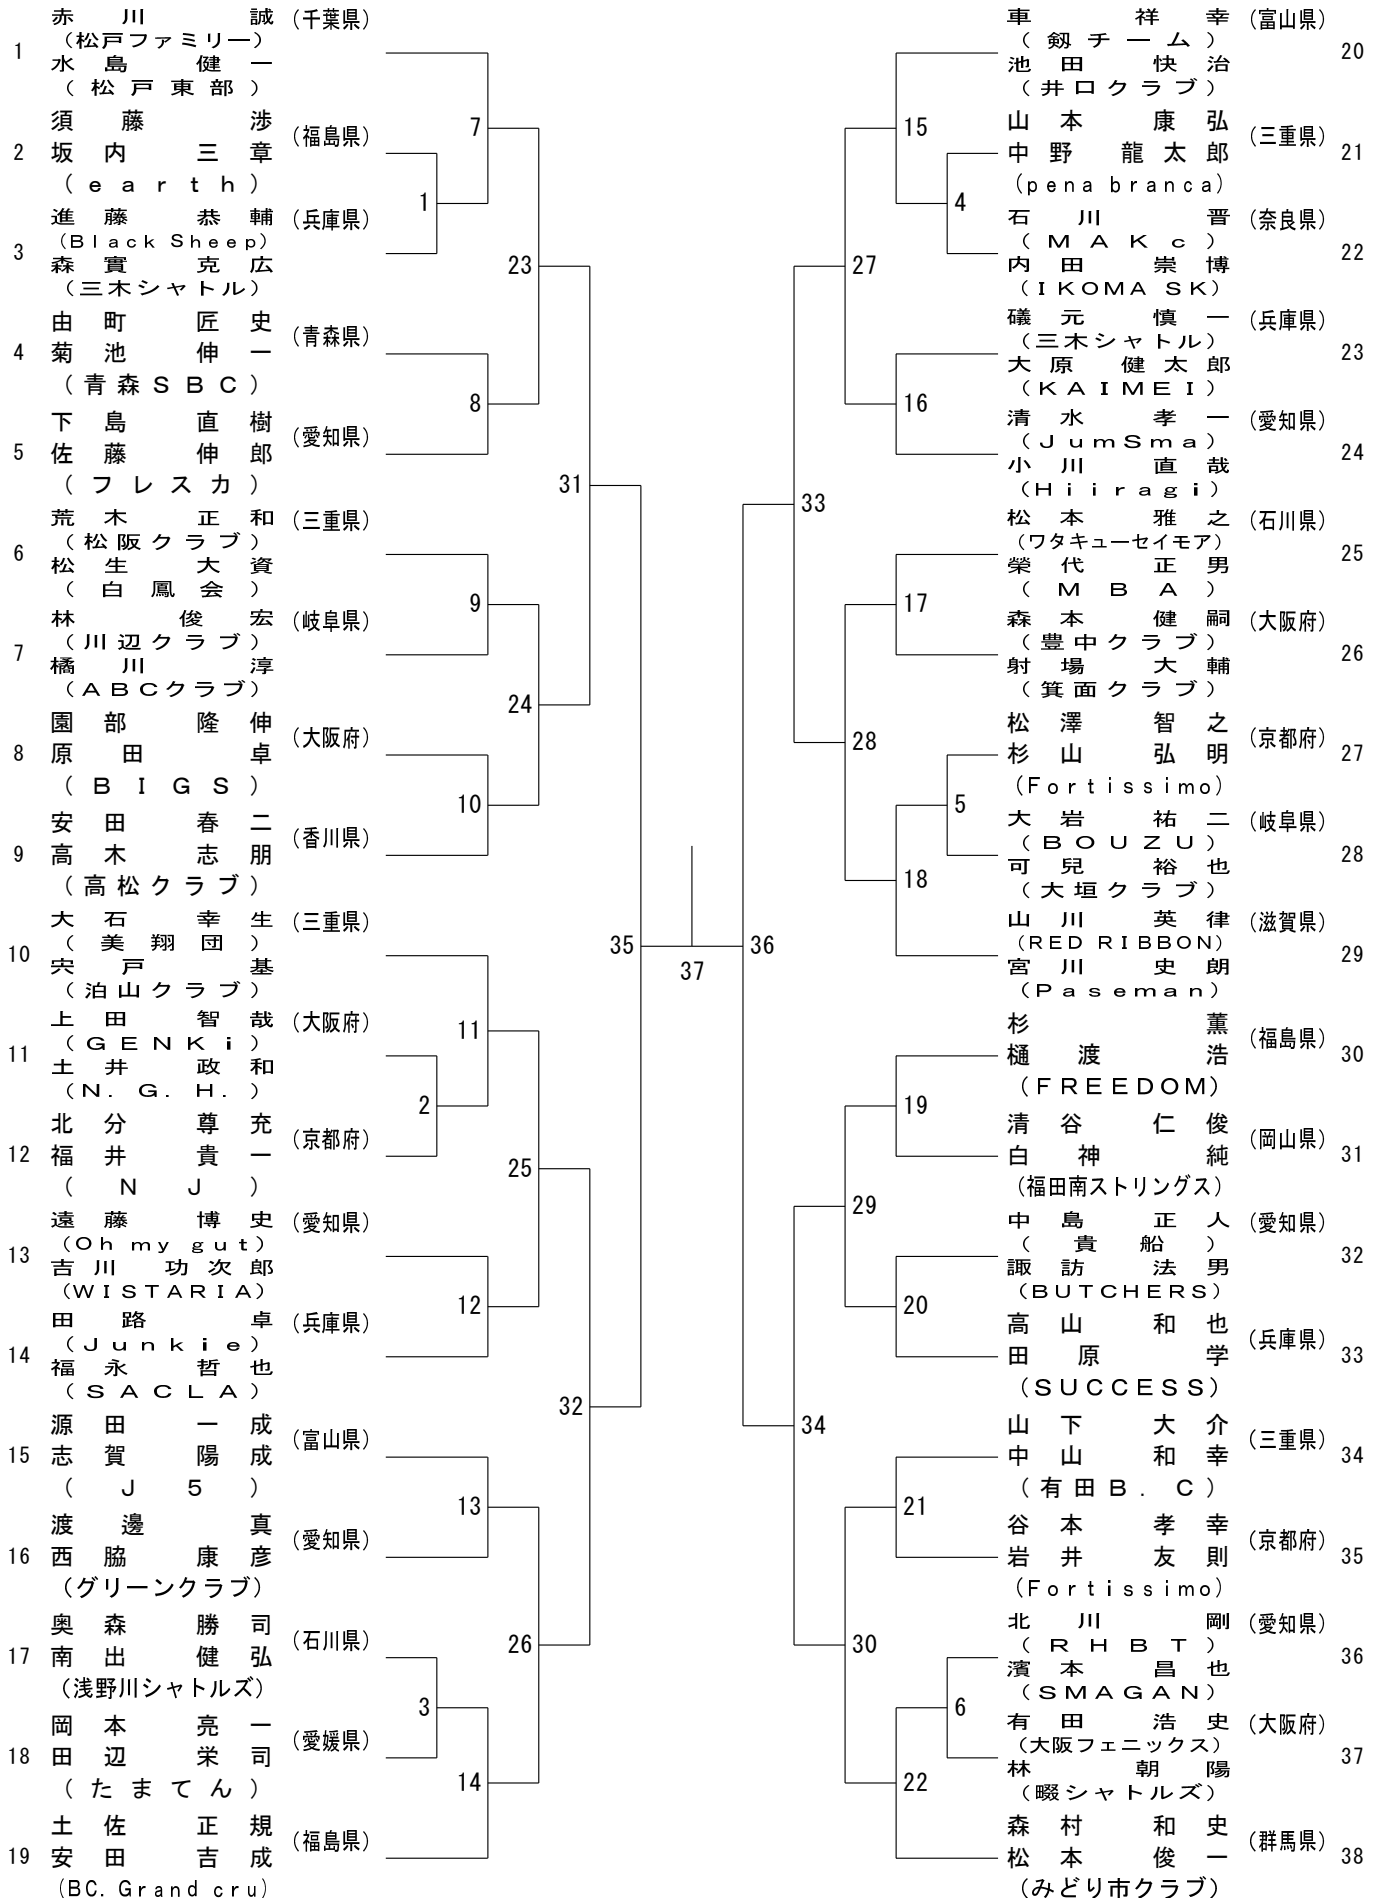 1
赤川 誠 (千葉県)
(松戸ファミリー)
水島 健一
(松戸東部)
2
須藤 渉
坂内 三章 (福島県)
(earth)
3
進藤 恭輔 (兵庫県)
(Black Sheep)
森實 克広
(三木シャトル)
4
由町 匠史
菊池 伸一 (青森県)
(青森SBC)
5
下島 直樹
佐藤 伸郎 (愛知県)
(フレスカ)
6
荒木 正和 (三重県)
(松阪クラブ)
松生 大資
(白鳳会)
7
林 俊宏 (岐阜県)
(川辺クラブ)
橘川 淳
(ABCクラブ)
8
園部 隆伸
原田 卓 (大阪府)
(BIGS)
9
安田 春二
高木 志朋 (香川県)
(高松クラブ)
10
大石 幸生 (三重県)
(美翔団)
宍戸 基
(泊山クラブ)
11
上田 智哉 (大阪府)
(GENKi)
土井 政和
(N.G.H.)
12
北分 尊充
福井 貴一 (京都府)
(NJ)
13
遠藤 博史 (愛知県)
(Oh my gut)
吉川 功次郎
(WISTARIA)
14
田路 卓 (兵庫県)
(Junkie)
福永 哲也
(SACLA)
15
源田 一成
志賀 陽成 (富山県)
(J5)
16
渡邊 真
西脇 康彦 (愛知県)
(グリーンクラブ)
17
奥森 勝司
南出 健弘 (石川県)
(浅野川シャトルズ)
18
岡本 亮一
田辺 栄司 (愛媛県)
(たまてん)
19
土佐 正規
安田 吉成 (福島県)
(BC. Grand cru)
1
2
3
7
8
9
10
11
12
13
14
23
24
25
26
31
32
35
37
36
33
34
27
28
29
30
15
16
17
18
19
20
21
22
4
5
6
車 祥幸 (富山県)
(剱チーム)
20
池田 快治
(井口クラブ)
山本 康弘
中野 龍太郎 (三重県)
21
(pena branca)
石川 晋 (奈良県)
(MAKc)
22
内田 崇博
(IKOMA SK)
礒元 慎一 (兵庫県)
(三木シャトル)
23
大原 健太郎
(KAIMEI)
清水 孝一 (愛知県)
(JumSma)
24
小川 直哉
(Hiiragi)
松本 雅之 (石川県)
(ワタキューセイモア)
25
榮代 正男
(MBA)
森本 健嗣 (大阪府)
(豊中クラブ)
26
射場 大輔
(箕面クラブ)
松澤 智之
杉山 弘明 (京都府)
27
(Fortissimo)
大岩 祐二 (岐阜県)
(BOUZU)
28
可兒 裕也
(大垣クラブ)
山川 英律 (滋賀県)
(RED RIBBON)
29
宮川 史朗
(Paseman)
杉 薫
樋渡 浩 (福島県)
30
(FREEDOM)
清谷 仁俊
白神 純 (岡山県)
31
(福田南ストリングス)
中島 正人 (愛知県)
(貴船)
32
諏訪 法男
(BUTCHERS)
高山 和也
田原 学 (兵庫県)
33
(SUCCESS)
山下 大介
中山 和幸 (三重県)
34
(有田B.C)
谷本 孝幸
岩井 友則 (京都府)
35
(Fortissimo)
北川 剛 (愛知県)
(RHBT)
36
濱本 昌也
(SMAGAN)
有田 浩史 (大阪府)
(大阪フェニックス)
37
林 朝陽
(畷シャトルズ)
森村 和史
松本 俊一 (群馬県)
38
(みどり市クラブ)